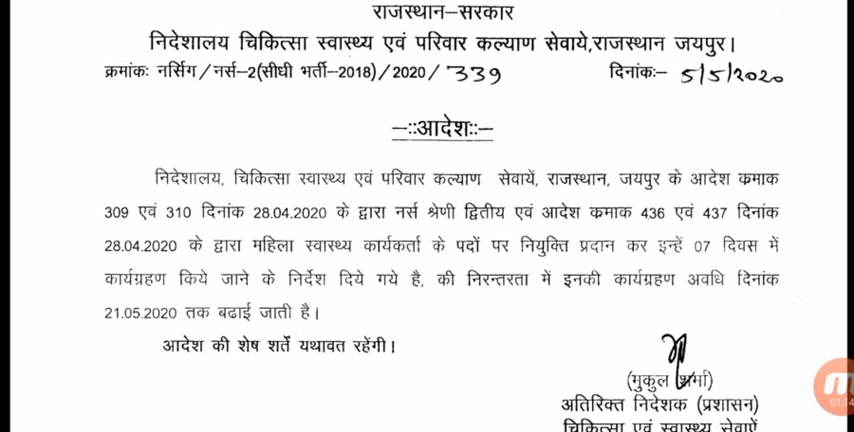 राजस्थान–सरकार
निदेशालय चिकित्सा स्वास्थ्य एवं परिवार कल्याण सेवाये,राजस्थान जयपुर।
क्रमांकः नर्सिग/नर्स–2(सीधी भर्ती–2018)/2020/339 दिनांकः– 5/5/2020
–::आदेश::–
निदेशालय, चिकित्सा स्वास्थ्य एवं परिवार कल्याण सेवायें, राजस्थान, जयपुर के आदेश कमाक
309 एवं 310 दिनांक 28.04.2020 के द्वारा नर्स श्रेणी द्वितीय एवं आदेश कमाक 436 एवं 437 दिनांक
28.04.2020 के द्वारा महिला स्वास्थ्य कार्यकर्ता के पदों पर नियुक्ति प्रदान कर इन्हें 07 दिवस में
कार्यग्रहण किये जाने के निर्देश दिये गये है, की निरन्तरता में इनकी कार्यग्रहण अवधि दिनांक
21.05.2020 तक बढाई जाती है।
आदेश की शेष शर्ते यथावत रहेंगी।
(मुकुल शर्मा)
अतिरिक्त निदेशक (प्रशासन)
चिकित्सा एवं स्वास्थ्य सेवाऐं
01:14